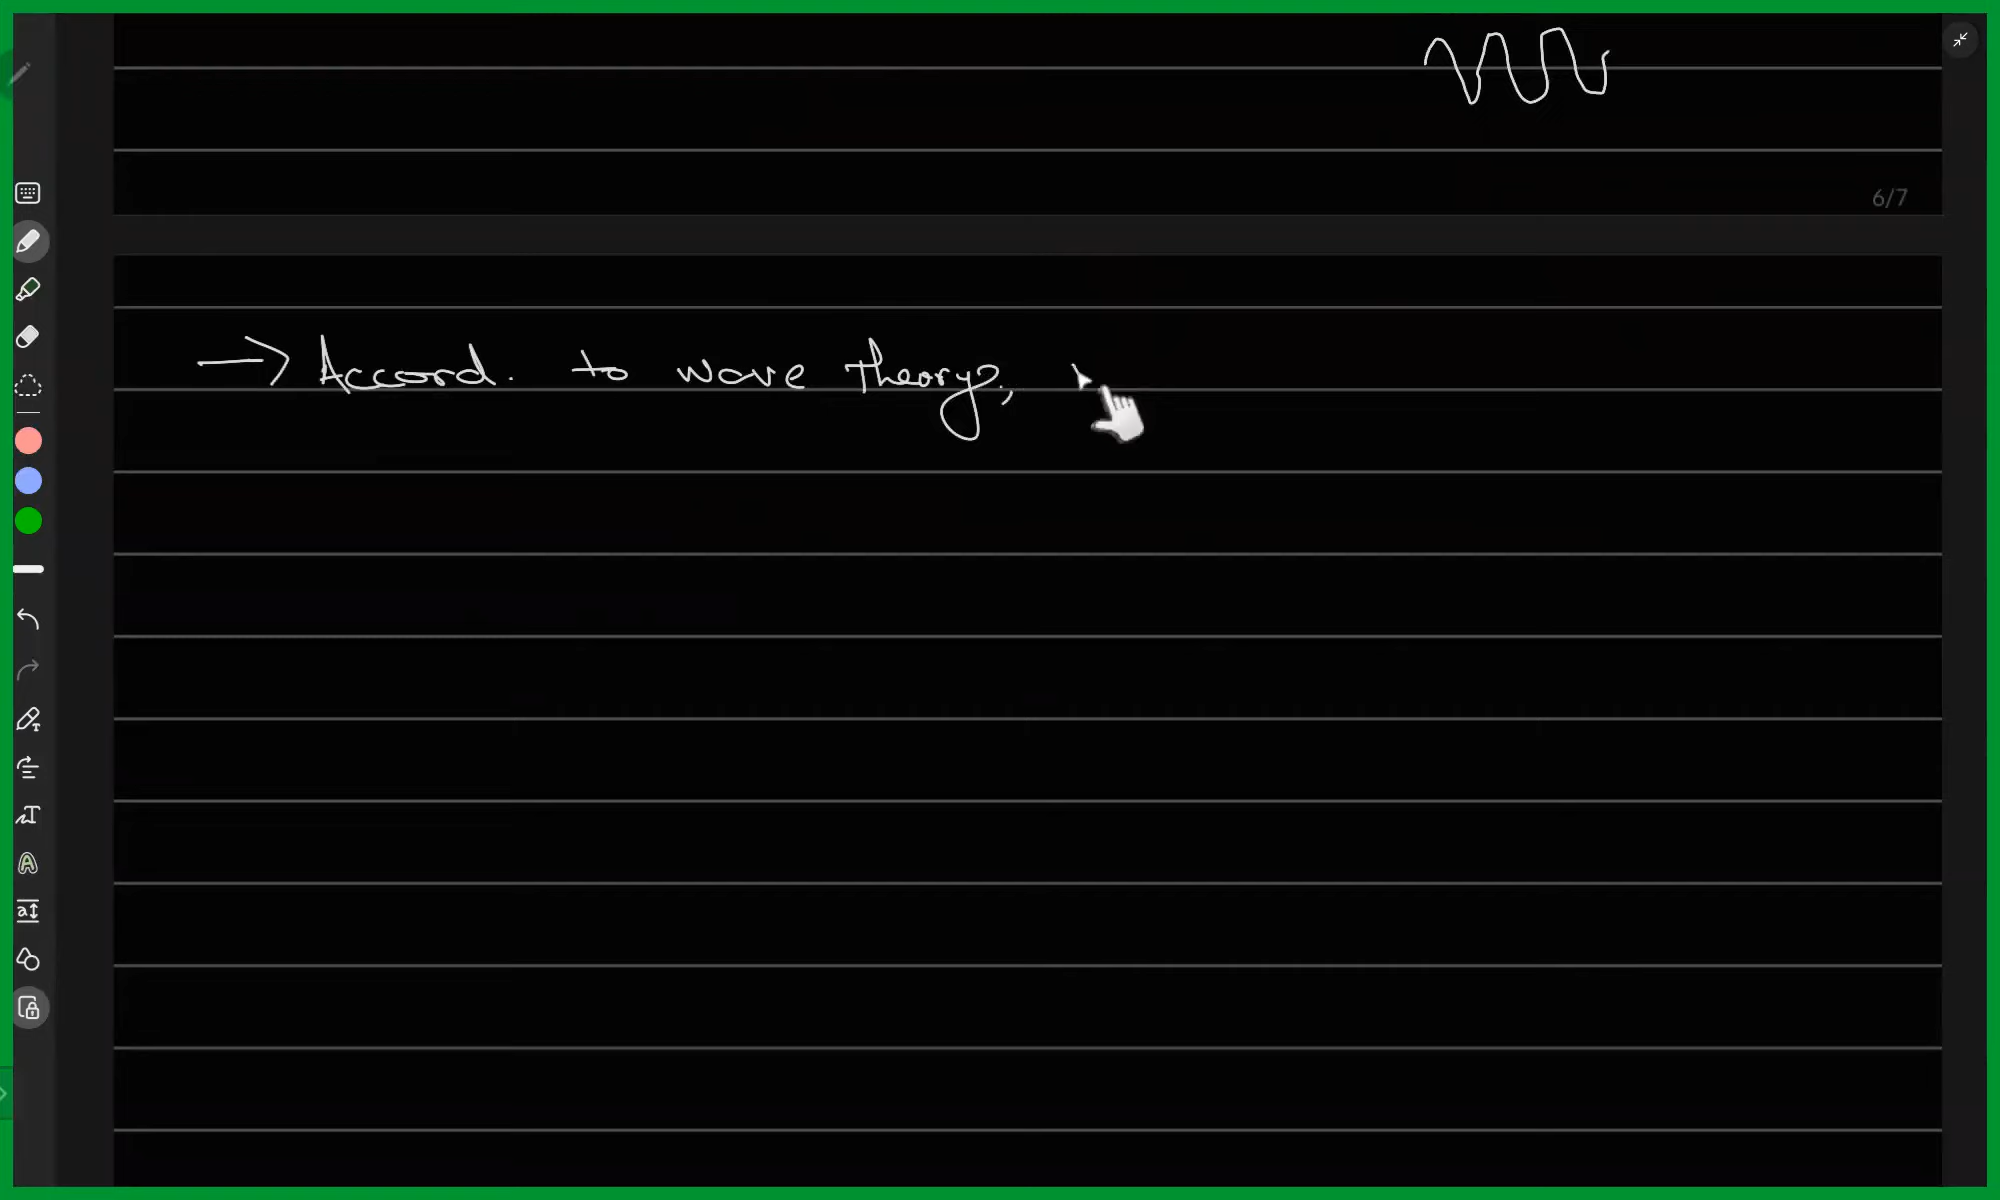 6/7
→ Accord. to wave theory,